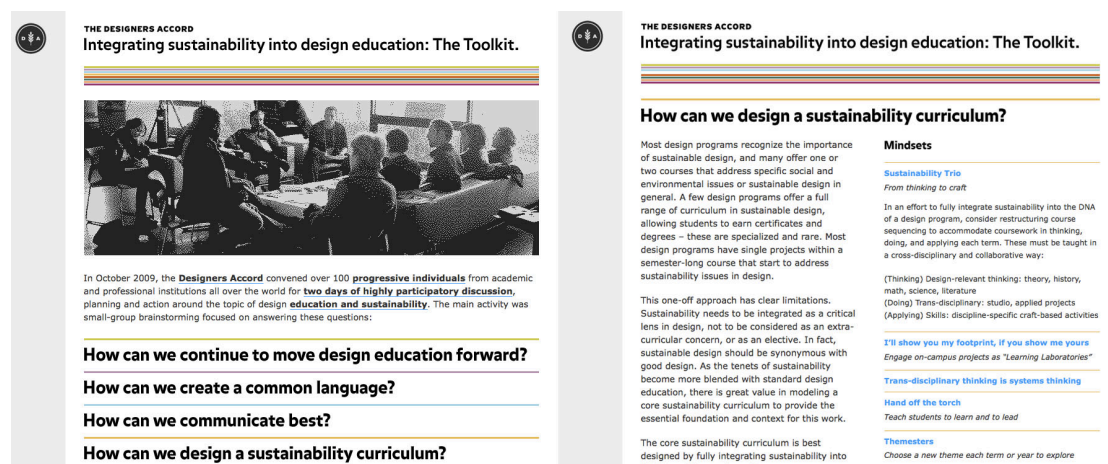 D A
THE DESIGNERS ACCORD
Integrating sustainability into design education: The Toolkit.
In October 2009, the Designers Accord convened over 100 progressive individuals from academic
and professional institutions all over the world for two days of highly participatory discussion,
planning and action around the topic of design education and sustainability. The main activity was
small-group brainstorming focused on answering these questions:
How can we continue to move design education forward?
How can we create a common language?
How can we communicate best?
How can we design a sustainability curriculum?
D A
THE DESIGNERS ACCORD
Integrating sustainability into design education: The Toolkit.
How can we design a sustainability curriculum?
Most design programs recognize the importance
of sustainable design, and many offer one or
two courses that address specific social and
environmental issues or sustainable design in
general. A few design programs offer a full
range of curriculum in sustainable design,
allowing students to earn certificates and
degrees – these are specialized and rare. Most
design programs have single projects within a
semester-long course that start to address
sustainability issues in design.
This one-off approach has clear limitations.
Sustainability needs to be integrated as a critical
lens in design, not to be considered as an extra-
curricular concern, or as an elective. In fact,
sustainable design should be synonymous with
good design. As the tenets of sustainability
become more blended with standard design
education, there is great value in modeling a
core sustainability curriculum to provide the
essential foundation and context for this work.
The core sustainability curriculum is best
designed by fully integrating sustainability into
Mindsets
Sustainability Trio
From thinking to craft
In an effort to fully integrate sustainability into the DNA
of a design program, consider restructuring course
sequencing to accommodate coursework in thinking,
doing, and applying each term. These must be taught in
a cross-disciplinary and collaborative way:
(Thinking) Design-relevant thinking: theory, history,
math, science, literature
(Doing) Trans-disciplinary: studio, applied projects
(Applying) Skills: discipline-specific craft-based activities
I'll show you my footprint, if you show me yours
Engage on-campus projects as "Learning Laboratories"
Trans-disciplinary thinking is systems thinking
Hand off the torch
Teach students to learn and to lead
Themesters
Choose a new theme each term or year to explore